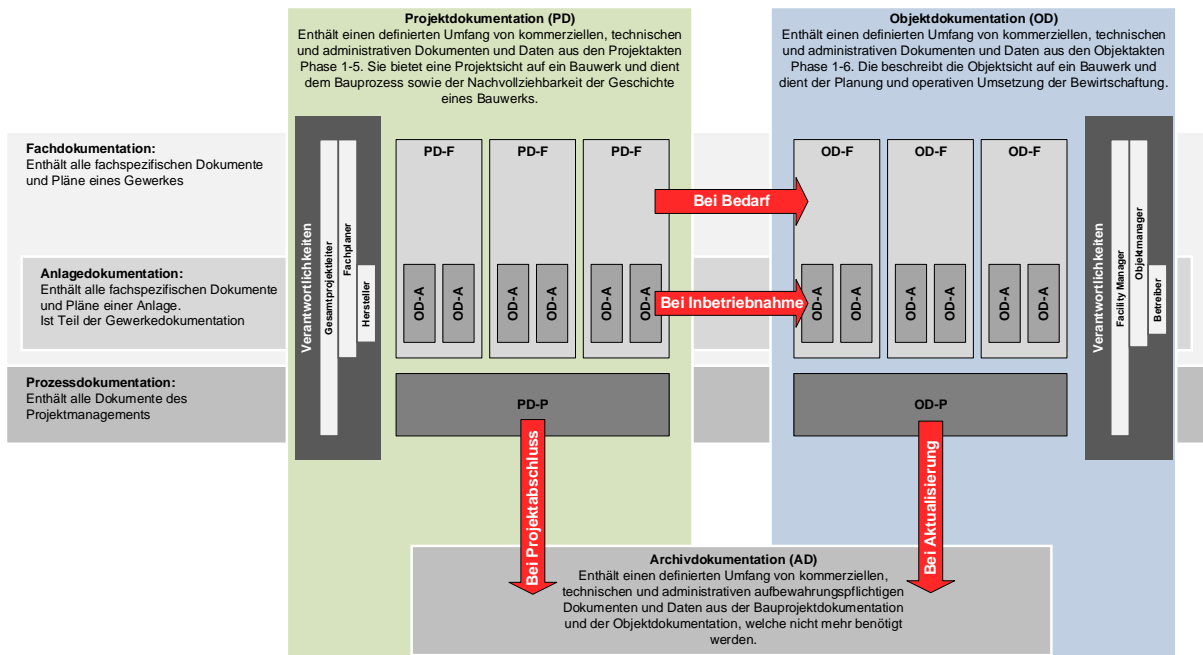 Projektdokumentation (PD)
Enthält einen definierten Umfang von kommerziellen, technischen
und administrativen Dokumenten und Daten aus den Projektakten
Phase 1-5. Sie bietet eine Projektsicht auf ein Bauwerk und dient
dem Bauprozess sowie der Nachvollziehbarkeit der Geschichte
eines Bauwerks.
Objektdokumentation (OD)
Enthält einen definierten Umfang von kommerziellen, technischen
und administrativen Dokumenten und Daten aus den Objektakten
Phase 1-6. Die beschreibt die Objektsicht auf ein Bauwerk und
dient der Planung und operativen Umsetzung der Bewirtschaftung.
Fachdokumentation:
Enthält alle fachspezifischen Dokumente
und Pläne eines Gewerkes
Anlagedokumentation:
Enthält alle fachspezifischen Dokumente
und Pläne einer Anlage.
Ist Teil der Gewerkedokumentation
Prozessdokumentation:
Enthält alle Dokumente des
Projektmanagements
Verantwortlichkeiten
Gesamtprojektleiter
Fachplaner
Hersteller
PD-F
PD-F
PD-F
OD-A
OD-A
OD-A
OD-A
OD-A
OD-A
PD-P
Bei Bedarf
Bei Inbetriebnahme
OD-F
OD-F
OD-F
OD-A
OD-A
OD-A
OD-A
OD-A
OD-A
OD-P
Verantwortlichkeiten
Facility Manager
Objektmanager
Betreiber
Bei Projektabschluss
Bei Aktualisierung
Archivdokumentation (AD)
Enthält einen definierten Umfang von kommerziellen,
technischen und administrativen aufbewahrungspflichtigen
Dokumenten und Daten aus der Bauprojektdokumentation
und der Objektdokumentation, welche nicht mehr benötigt
werden.